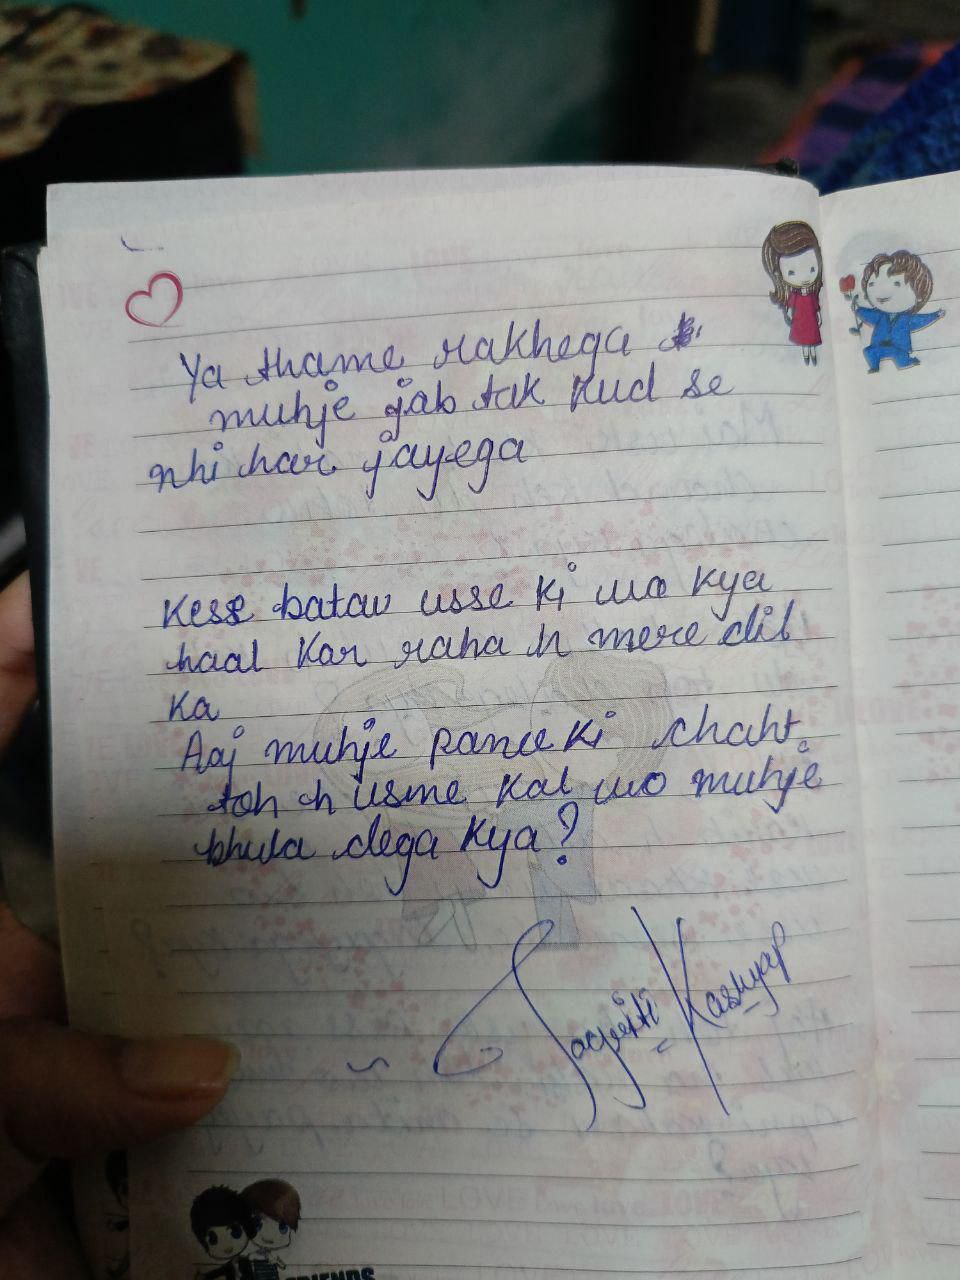 Ya thame rakhega
muhje jab tak Kud se
nhi har jayega
Kese batau usse Ki wo Kya
haal Kar raha h mere dil
Ka
Aaj muhje pane Ki chaht
toh h usme Kal wo muhje
bhula dega Kya?
~ Jagriti Kashyap
FRIENDS